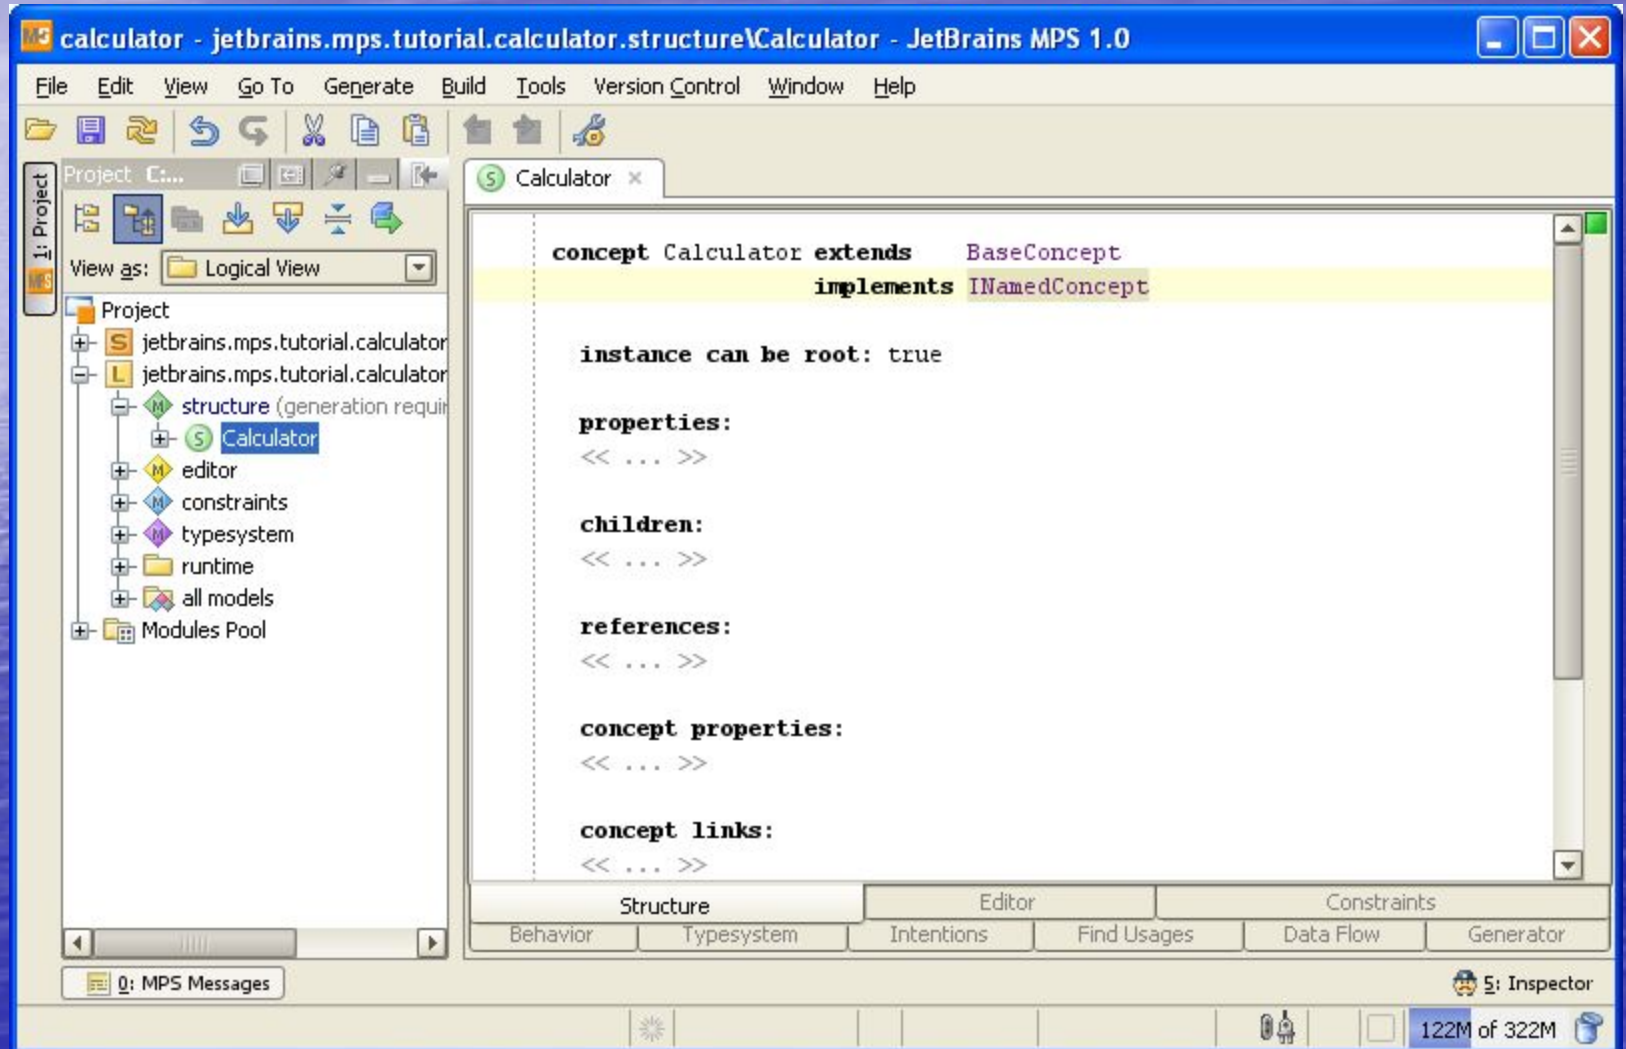 calculator - jetbrains.mps.tutorial.calculator.structure\Calculator - JetBrains MPS 1.0
File Edit View Go To Generate Build Tools Version Control Window Help
1: Project
Project C:...
View as: Logical View
Project
jetbrains.mps.tutorial.calculator
jetbrains.mps.tutorial.calculator
structure (generation requir
Calculator
editor
constraints
typesystem
runtime
all models
Modules Pool
Calculator
concept Calculator extends BaseConcept
implements INamedConcept
instance can be root: true
properties:
<< ... >>
children:
<< ... >>
references:
<< ... >>
concept properties:
<< ... >>
concept links:
<< ... >>
Structure Editor Constraints
Behavior Typesystem Intentions Find Usages Data Flow Generator
0: MPS Messages
5: Inspector
122M of 322M